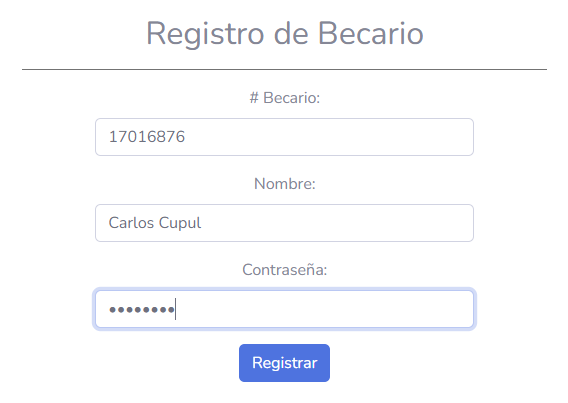 Registro de Becario
# Becario:
17016876
Nombre:
Carlos Cupul
Contraseña:
••••••••
Registrar